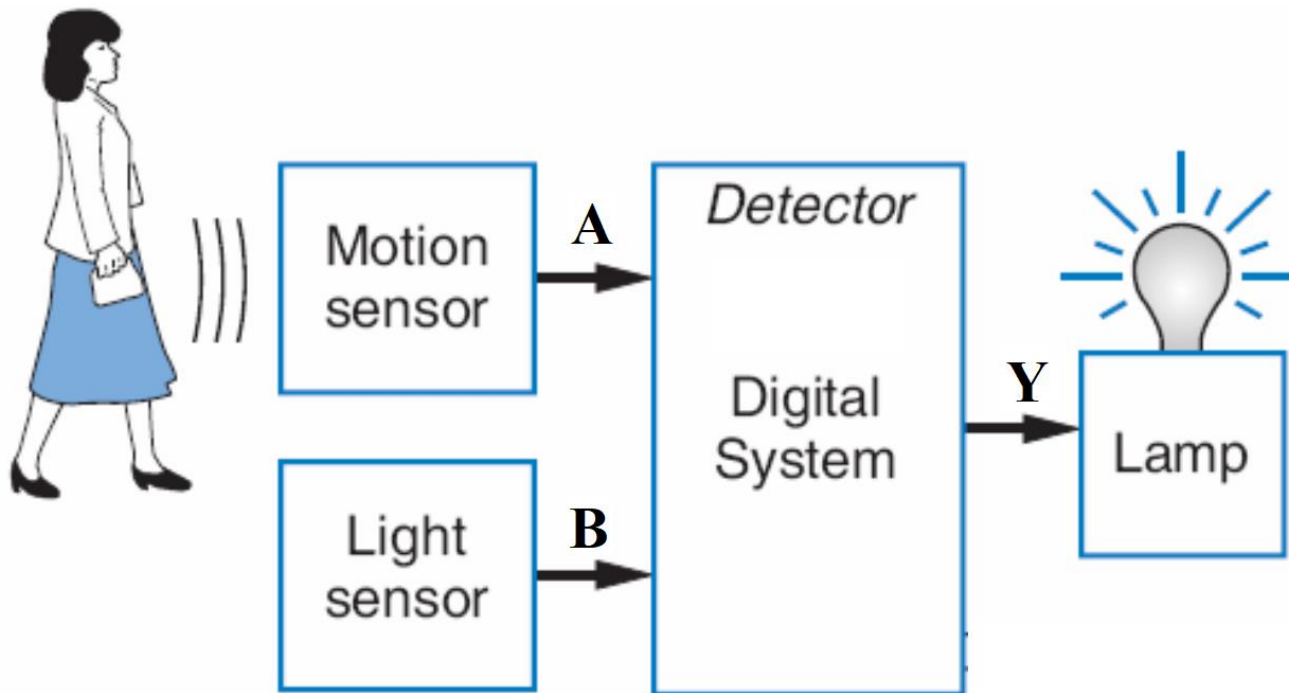 Motion
sensor
A
Light
sensor
B
Detector
Digital
System
Y
Lamp